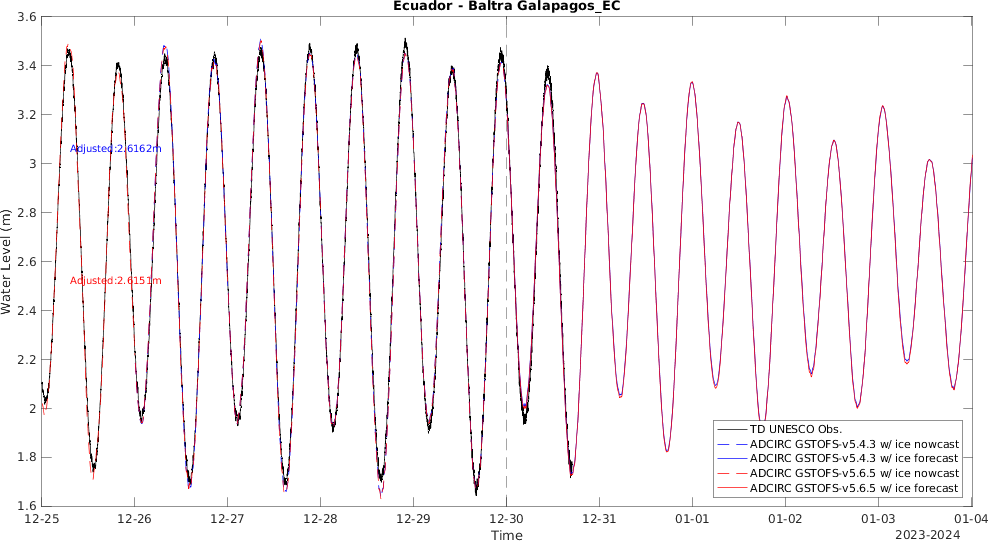 Ecuador - Baltra Galapagos_EC
3.6
3.4
3.2
3
2.8
2.6
2.4
2.2
2
1.8
1.6
Water Level (m)
Adjusted:2.6162m
Adjusted:2.6151m
TD UNESCO Obs.
ADCIRC GSTOFS-v5.4.3 w/ ice nowcast
ADCIRC GSTOFS-v5.4.3 w/ ice forecast
ADCIRC GSTOFS-v5.6.5 w/ ice nowcast
ADCIRC GSTOFS-v5.6.5 w/ ice forecast
12-25 12-26 12-27 12-28 12-29 12-30 12-31 01-01 01-02 01-03 01-04
Time
2023-2024